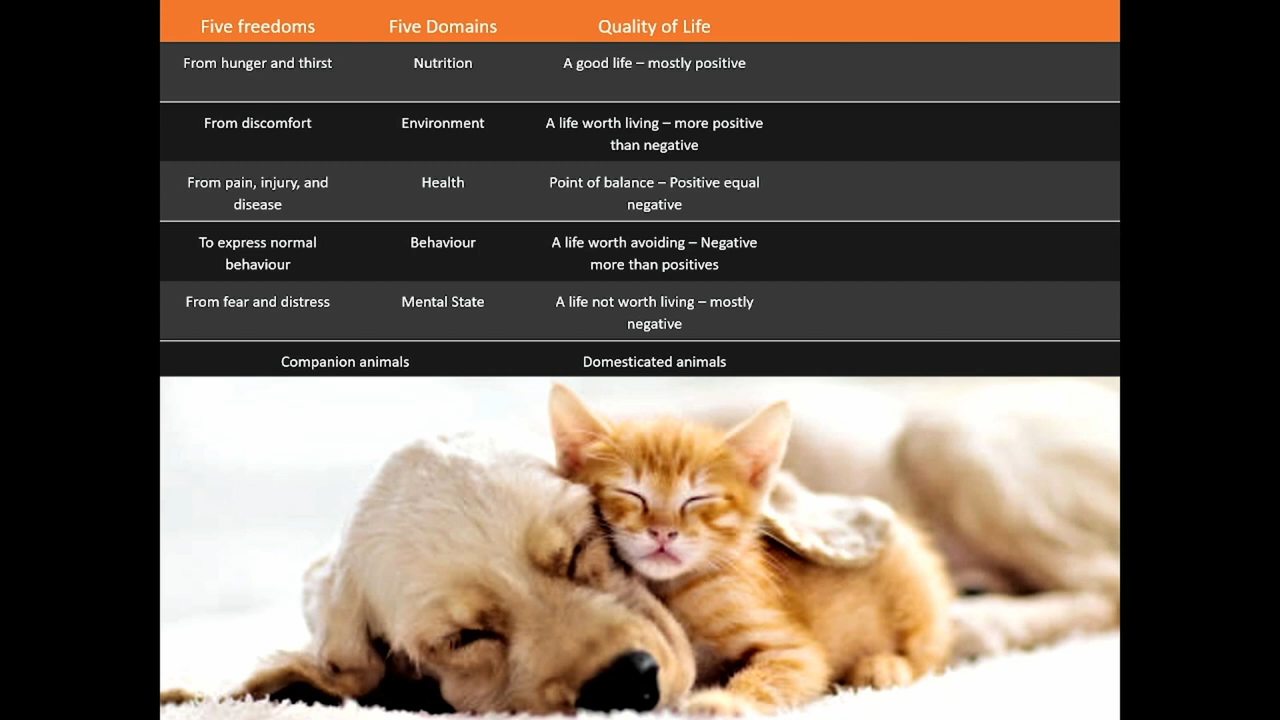 Five freedoms Five Domains Quality of Life
From hunger and thirst Nutrition A good life – mostly positive
From discomfort Environment A life worth living – more positive
than negative
From pain, injury, and Health Point of balance – Positive equal
disease negative
To express normal Behaviour A life worth avoiding – Negative
behaviour more than positives
From fear and distress Mental State A life not worth living – mostly
negative
Companion animals Domesticated animals